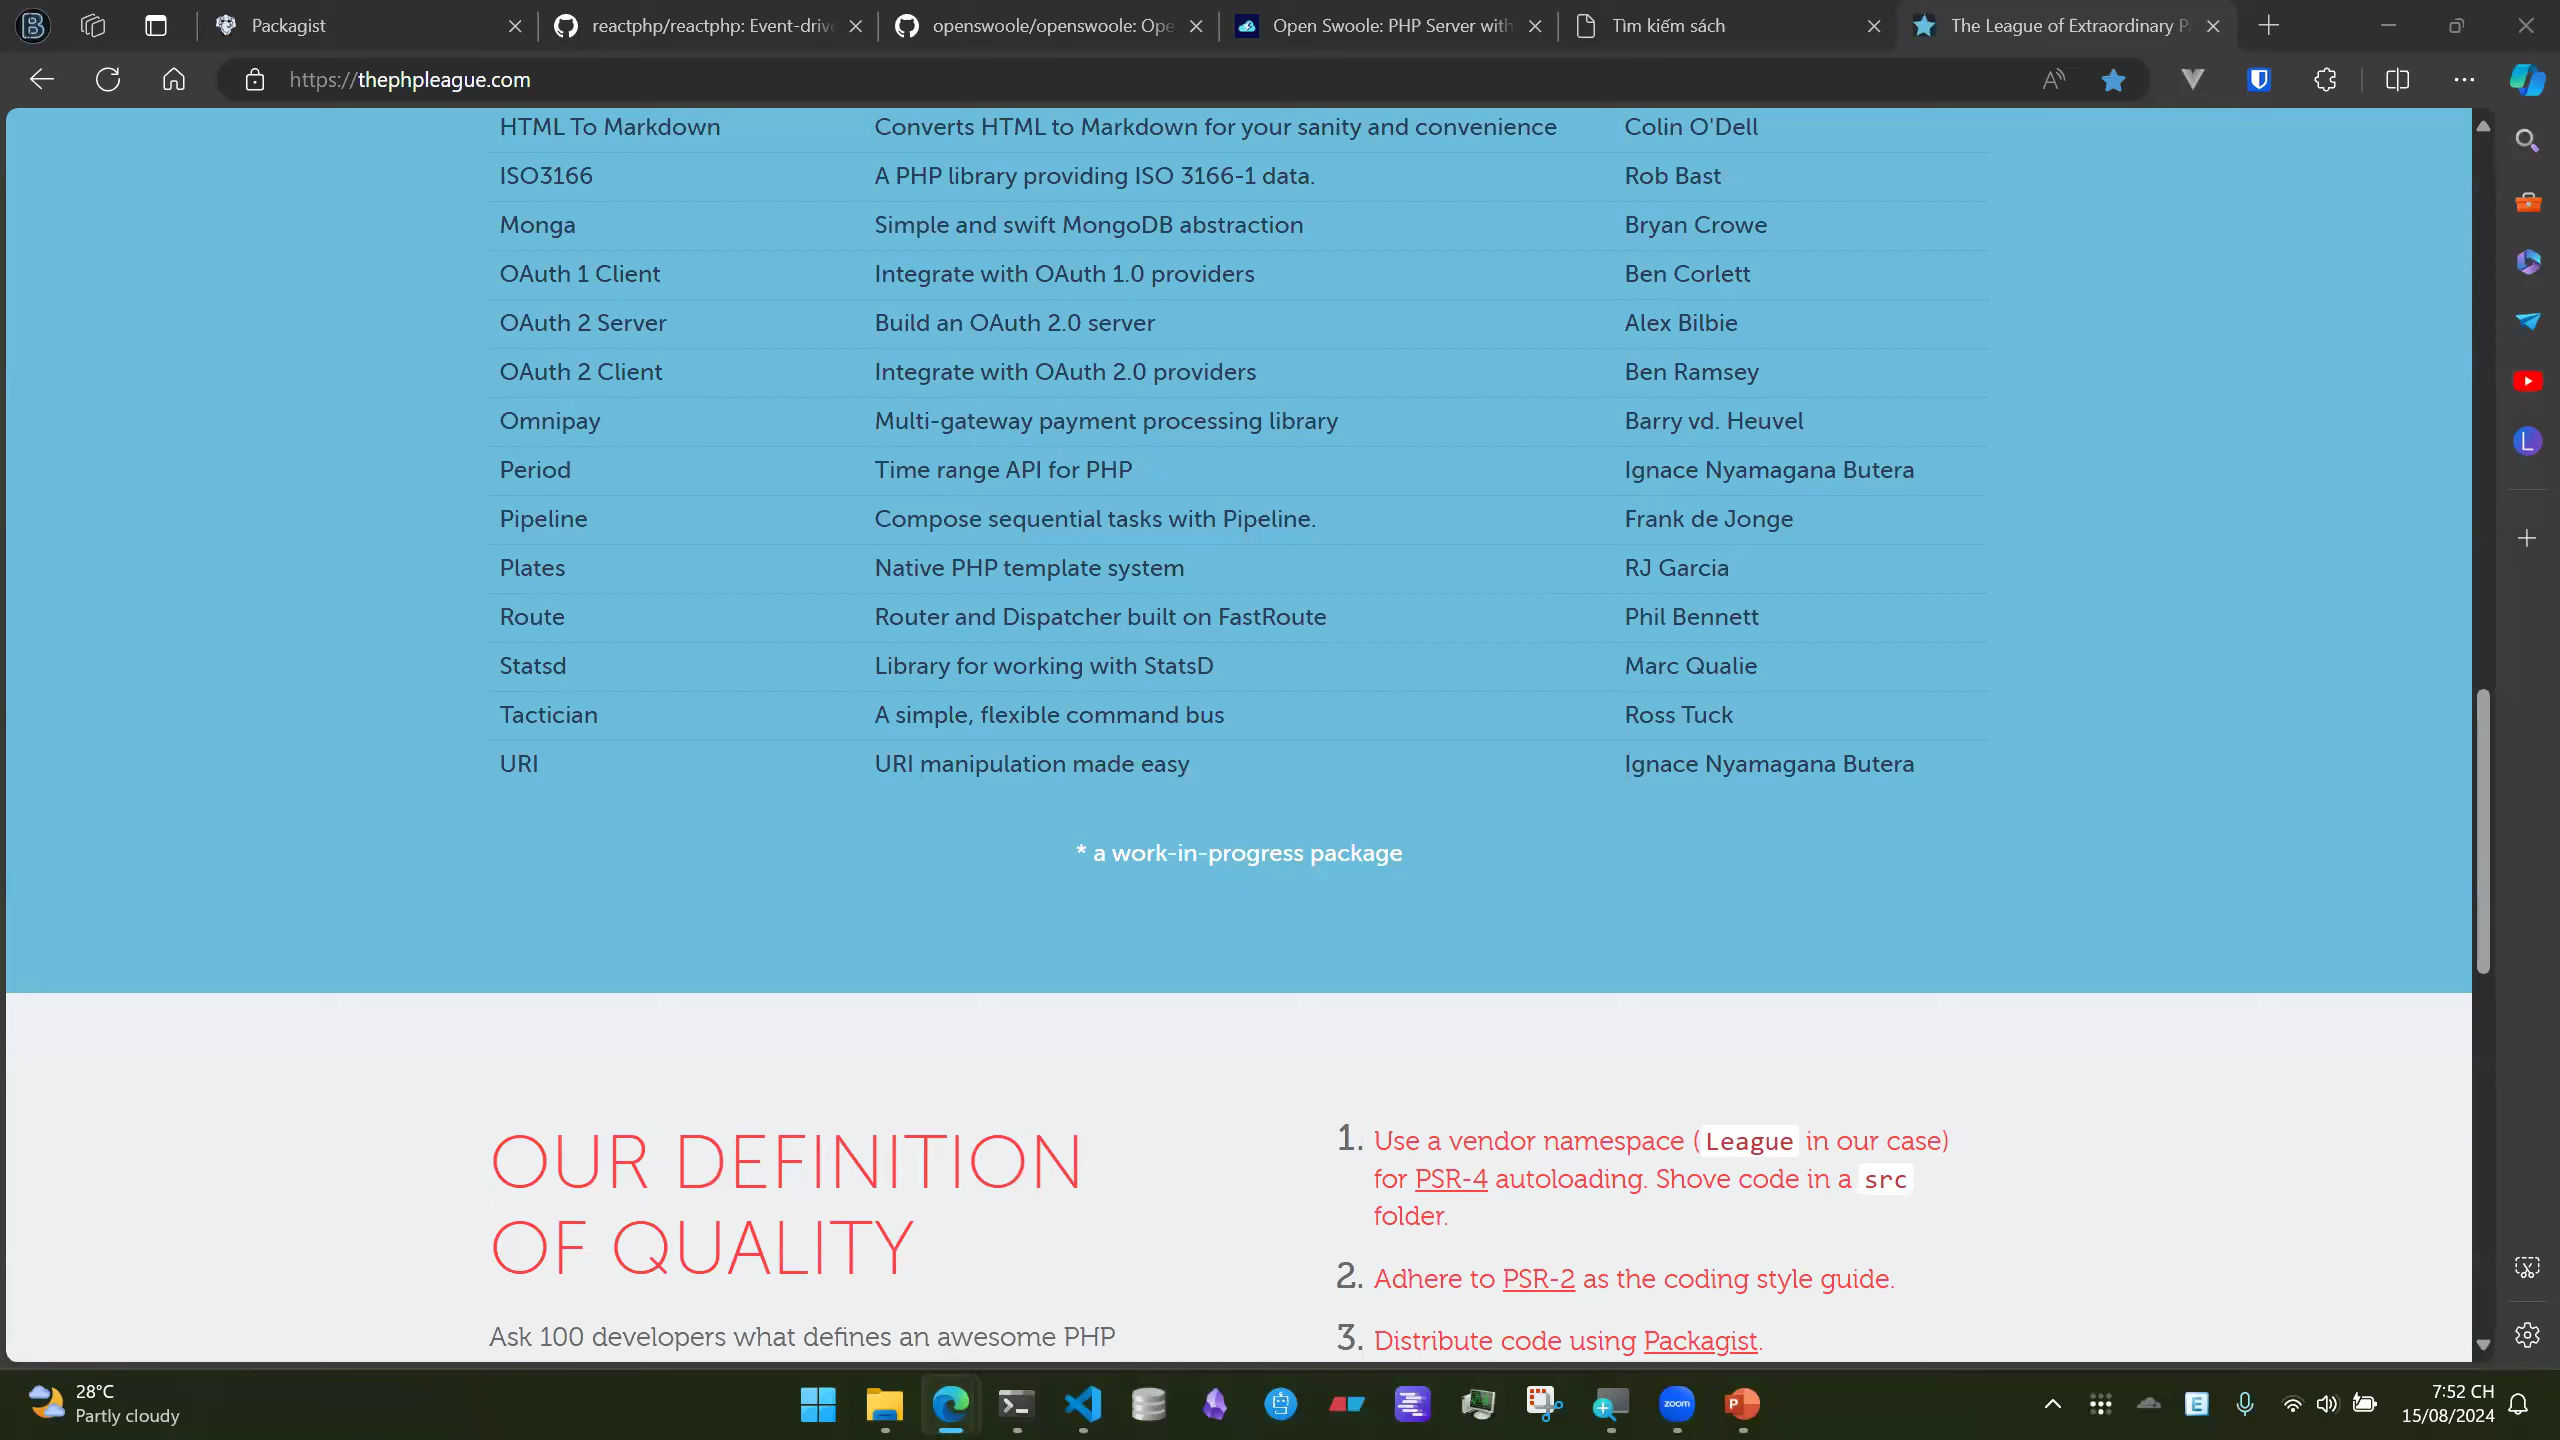 Packagist
reactphp/reactphp: Event-drive
openswoole/openswoole: Ope
Open Swoole: PHP Server with
Tìm kiếm sách
The League of Extraordinary P
https://thephpleague.com
HTML To Markdown Converts HTML to Markdown for your sanity and convenience Colin O'Dell
ISO3166 A PHP library providing ISO 3166-1 data. Rob Bast
Monga Simple and swift MongoDB abstraction Bryan Crowe
OAuth 1 Client Integrate with OAuth 1.0 providers Ben Corlett
OAuth 2 Server Build an OAuth 2.0 server Alex Bilbie
OAuth 2 Client Integrate with OAuth 2.0 providers Ben Ramsey
Omnipay Multi-gateway payment processing library Barry vd. Heuvel
Period Time range API for PHP Ignace Nyamagana Butera
Pipeline Compose sequential tasks with Pipeline. Frank de Jonge
Plates Native PHP template system RJ Garcia
Route Router and Dispatcher built on FastRoute Phil Bennett
Statsd Library for working with StatsD Marc Qualie
Tactician A simple, flexible command bus Ross Tuck
URI URI manipulation made easy Ignace Nyamagana Butera
* a work-in-progress package
OUR DEFINITION
OF QUALITY
Ask 100 developers what defines an awesome PHP
1. Use a vendor namespace (League in our case)
for PSR-4 autoloading. Shove code in a src
folder.
2. Adhere to PSR-2 as the coding style guide.
3. Distribute code using Packagist.
L
28°C
Partly cloudy
zoom
P
E
7:52 CH
15/08/2024